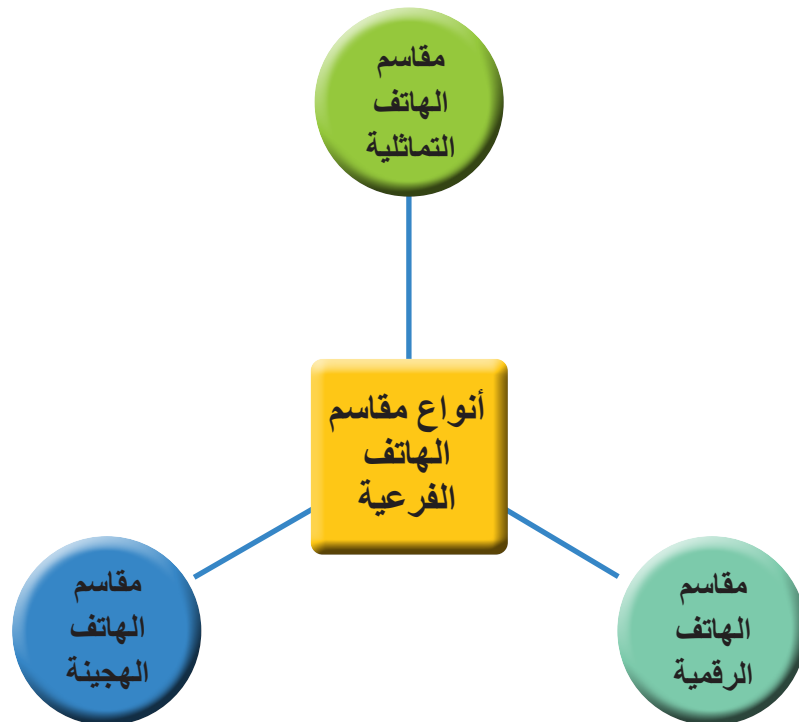 مقاسم
الهاتف
التماثلية
أنواع مقاسم
الهاتف
الفرعية
مقاسم
الهاتف
الرقمية
مقاسم
الهاتف
الهجينة